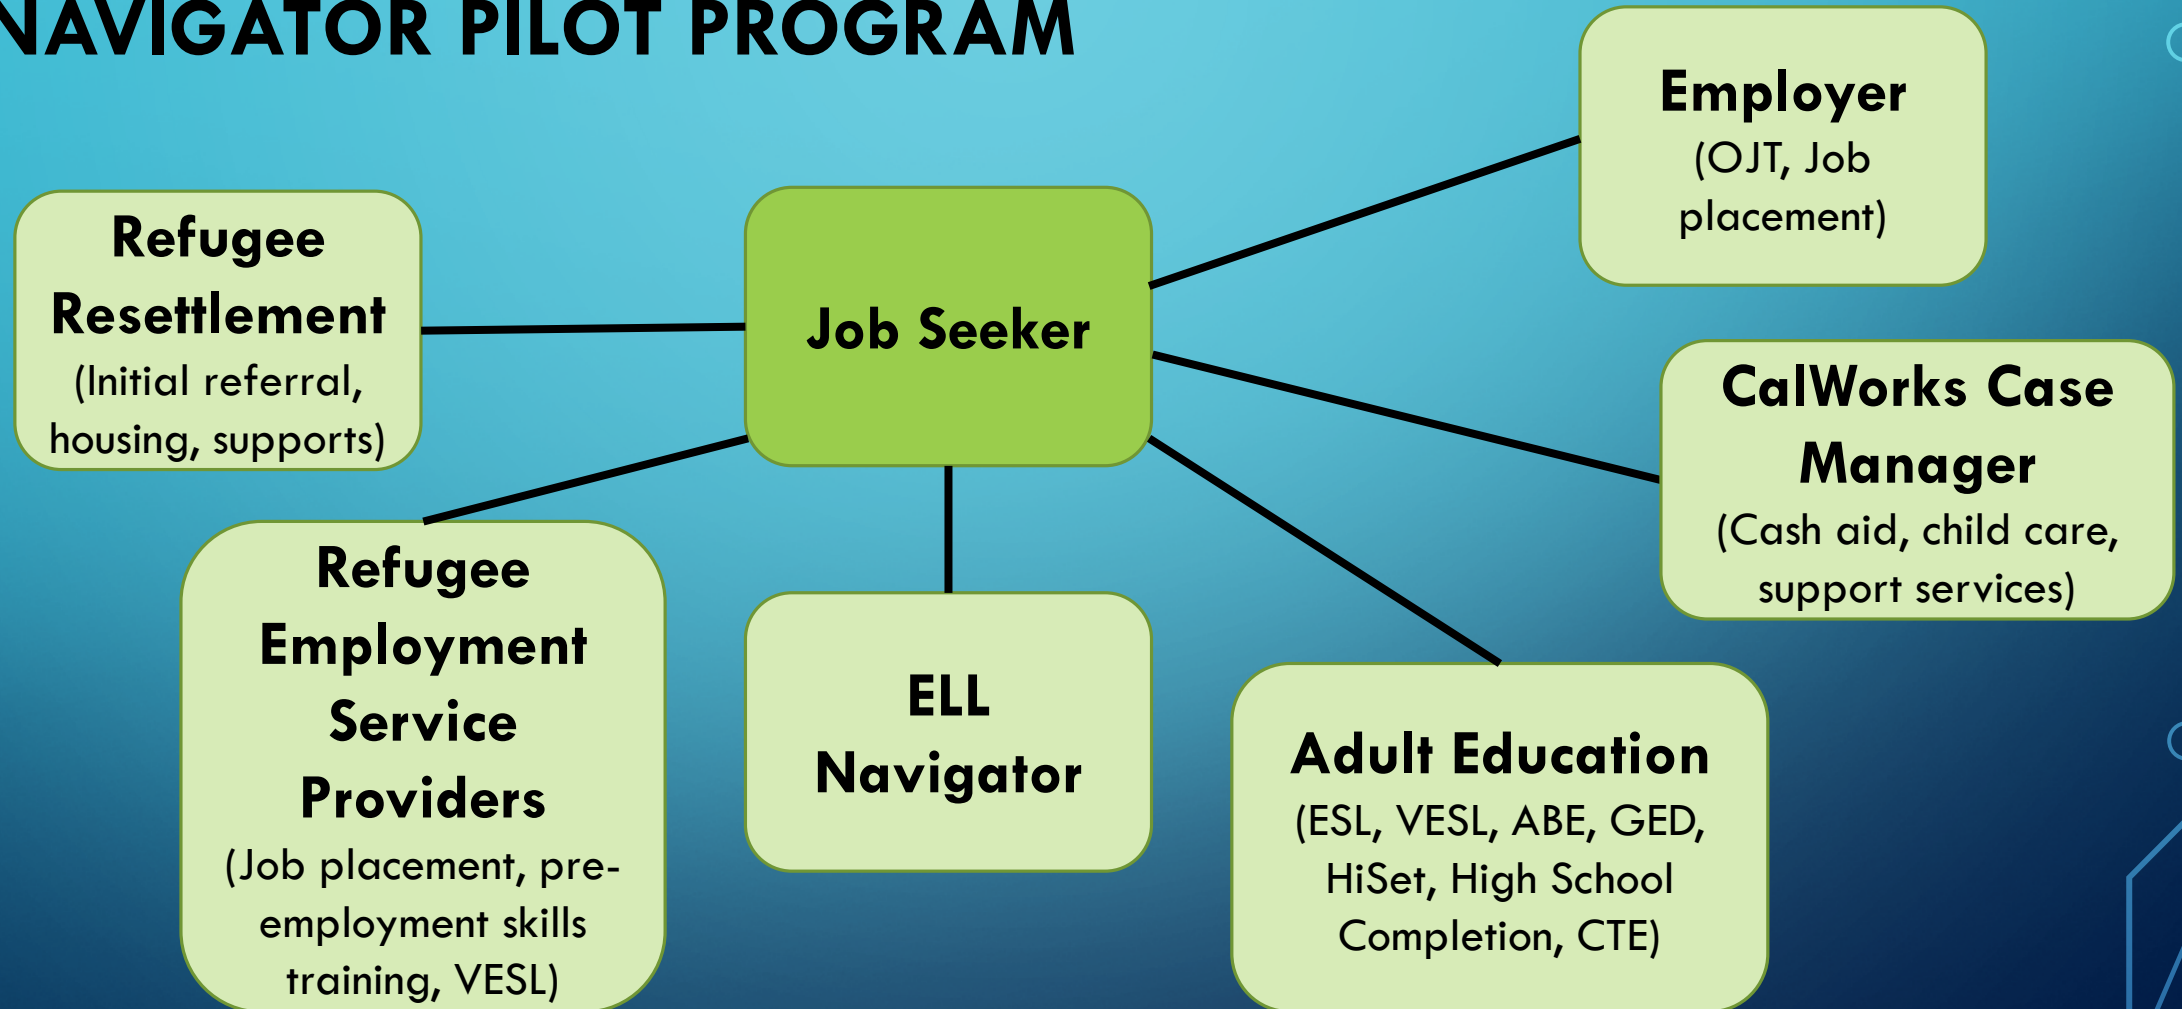 NAVIGATOR PILOT PROGRAM
Refugee
Resettlement
(Initial referral,
housing, supports)
Job Seeker
Employer
(OJT, Job
placement)
CalWorks Case
Manager
(Cash aid, child care,
support services)
Refugee
Employment
Service
Providers
(Job placement, pre-
employment skills
training, VESL)
ELL
Navigator
Adult Education
(ESL, VESL, ABE, GED,
HiSet, High School
Completion, CTE)